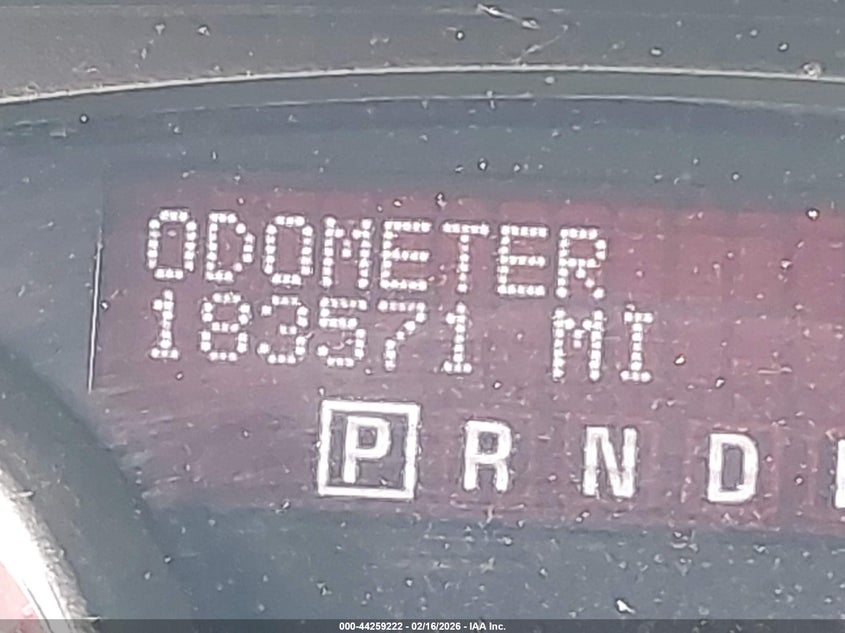 ODOMETER
183571 MI
P R N D
000-44259222 - 02/16/2026 - IAA Inc.